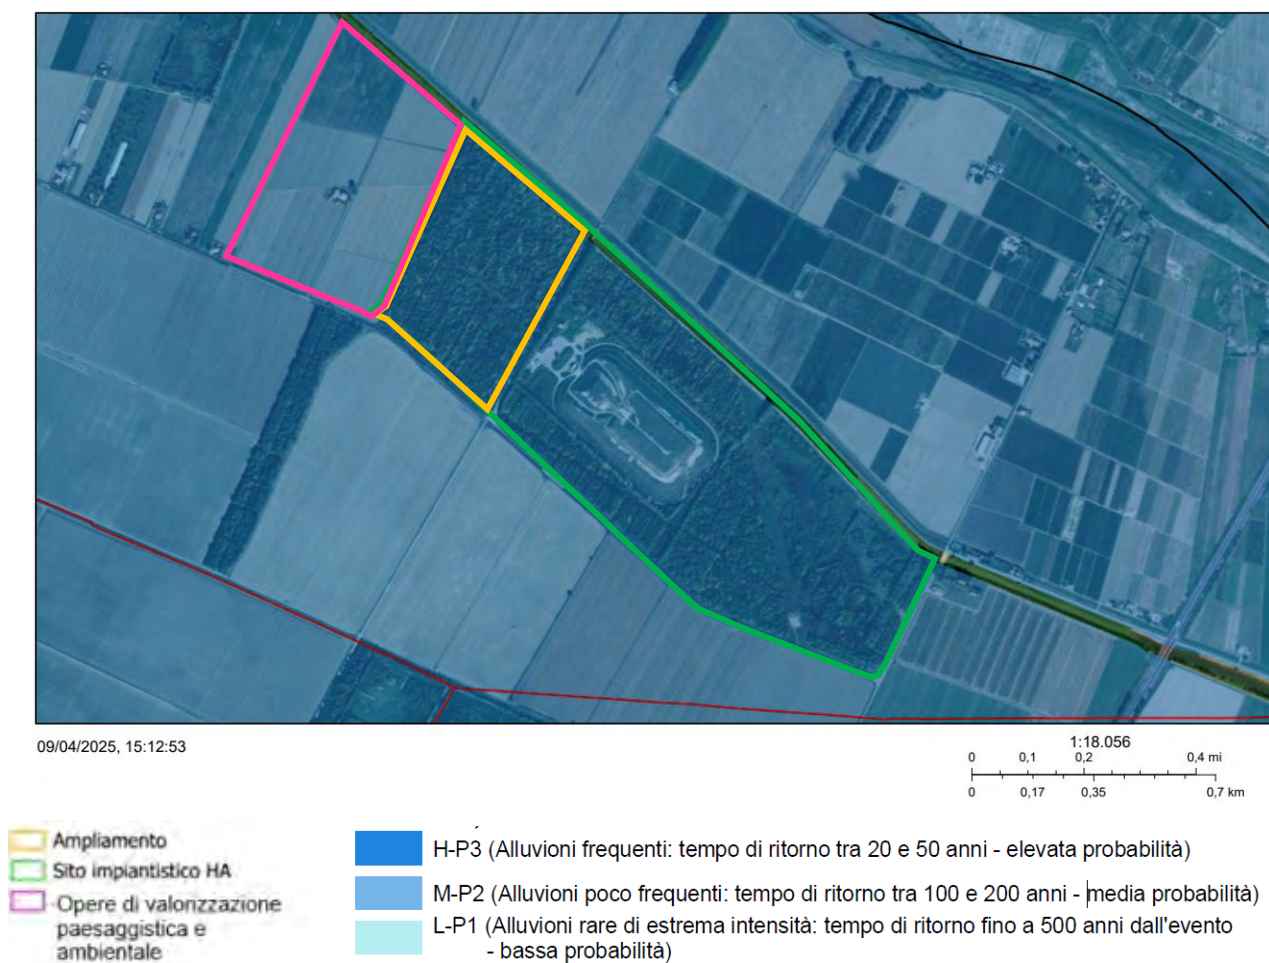 09/04/2025, 15:12:53
1:18.056
0 0,1 0,2 0,4 mi
0 0,17 0,35 0,7 km
Ampliamento
Sito impiantistico HA
Opere di valorizzazione
paesaggistica e
ambientale
H-P3 (Alluvioni frequenti: tempo di ritorno tra 20 e 50 anni - elevata probabilità)
M-P2 (Alluvioni poco frequenti: tempo di ritorno tra 100 e 200 anni - media probabilità)
L-P1 (Alluvioni rare di estrema intensità: tempo di ritorno fino a 500 anni dall'evento
- bassa probabilità)